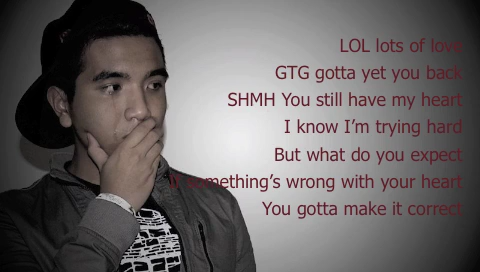 LOL lots of love
GTG gotta yet you back
SHMH You still have my heart
I know I’m trying hard
But what do you expect
If something’s wrong with your heart
You gotta make it correct